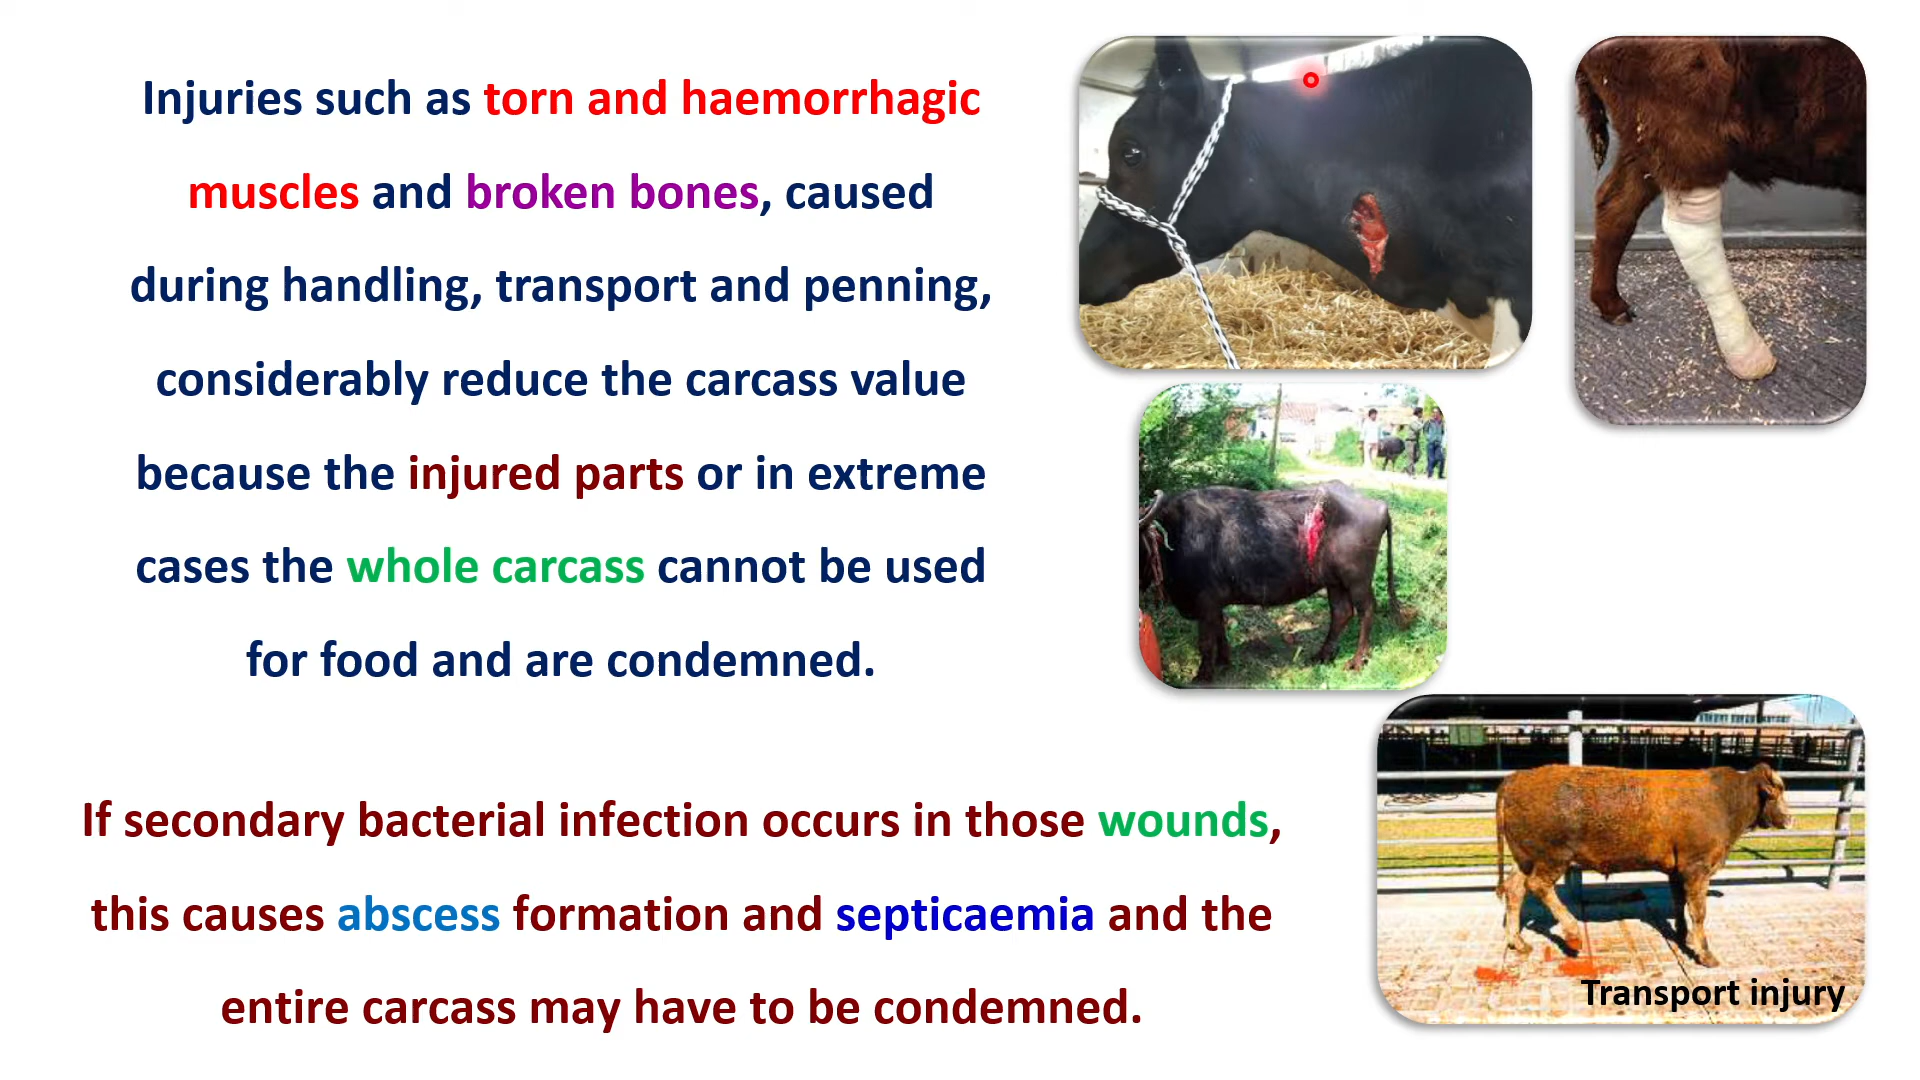 Injuries such as torn and haemorrhagic
muscles and broken bones, caused
during handling, transport and penning,
considerably reduce the carcass value
because the injured parts or in extreme
cases the whole carcass cannot be used
for food and are condemned.
If secondary bacterial infection occurs in those wounds,
this causes abscess formation and septicaemia and the
entire carcass may have to be condemned.
Transport injury